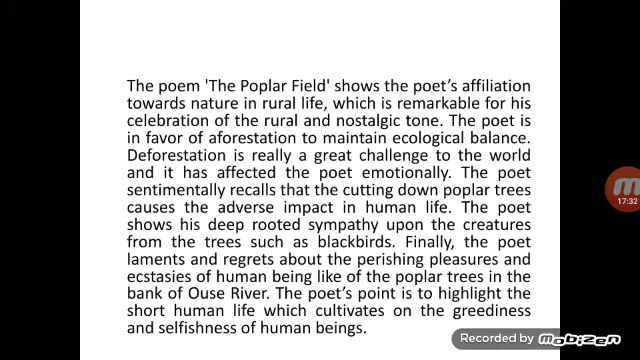 The poem 'The Poplar Field' shows the poet's affiliation
towards nature in rural life, which is remarkable for his
celebration of the rural and nostalgic tone. The poet is
in favor of aforestation to maintain ecological balance.
Deforestation is really a great challenge to the world
and it has affected the poet emotionally. The poet
sentimentally recalls that the cutting down poplar trees
causes the adverse impact in human life. The poet
shows his deep rooted sympathy upon the creatures
from the trees such as blackbirds. Finally, the poet
laments and regrets about the perishing pleasures and
ecstasies of human being like of the poplar trees in the
bank of Ouse River. The poet's point is to highlight the
short human life which cultivates on the greediness
and selfishness of human beings.
M
17:32
Recorded by mobizen